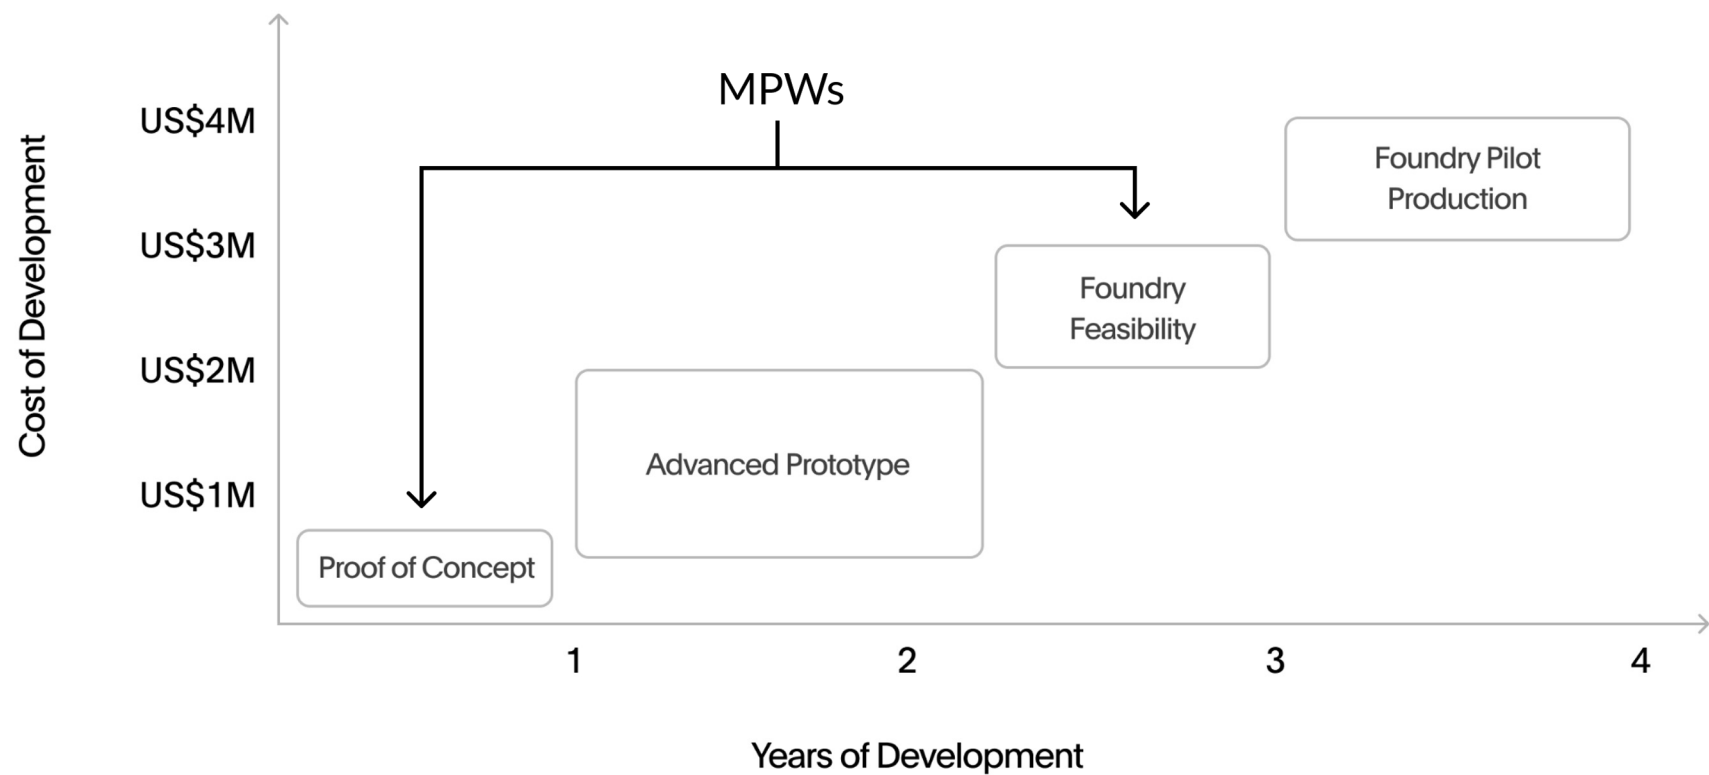 MPWs
US$4M
US$3M
US$2M
US$1M
Cost of Development
Foundry Pilot
Production
Foundry
Feasibility
Advanced Prototype
Proof of Concept
1
2
3
4
Years of Development